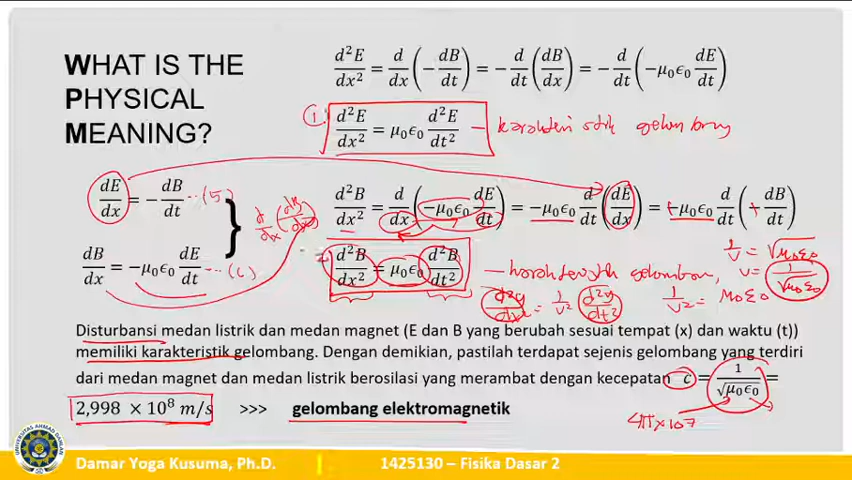 WHAT IS THE
PHYSICAL
MEANING?
d²E/dx² = d/dx (−dB/dt) = −d/dt (dB/dx) = −d/dt (−μ₀ϵ₀ dE/dt)
① d²E/dx² = μ₀ϵ₀ d²E/dt² – karakteristik gelombang
dE/dx = −dB/dt ...(5)
dB/dx = −μ₀ϵ₀ dE/dt ...(6)
d²B/dx² = d/dx (−μ₀ϵ₀ dE/dt) = −μ₀ϵ₀ d/dt (dE/dx) = −μ₀ϵ₀ d/dt (−dB/dt)
d²B/dx² = μ₀ϵ₀ d²B/dt² — gelombang
d²y/dx² = 1/v² d²y/dt²
1/v² = μ₀ε₀
1/v = √μ₀ε₀
v = 1/√μ₀ε₀
Disturbansi medan listrik dan medan magnet (E dan B yang berubah sesuai tempat (x) dan waktu (t))
memiliki karakteristik gelombang. Dengan demikian, pastilah terdapat sejenis gelombang yang terdiri
dari medan magnet dan medan listrik berosilasi yang merambat dengan kecepatan c = 1/√μ₀ϵ₀ =
2,998 × 10⁸ m/s >>> gelombang elektromagnetik
4π×10⁷
UNIVERSITAS AHMAD DAHLAN
Damar Yoga Kusuma, Ph.D. 1425130 – Fisika Dasar 2